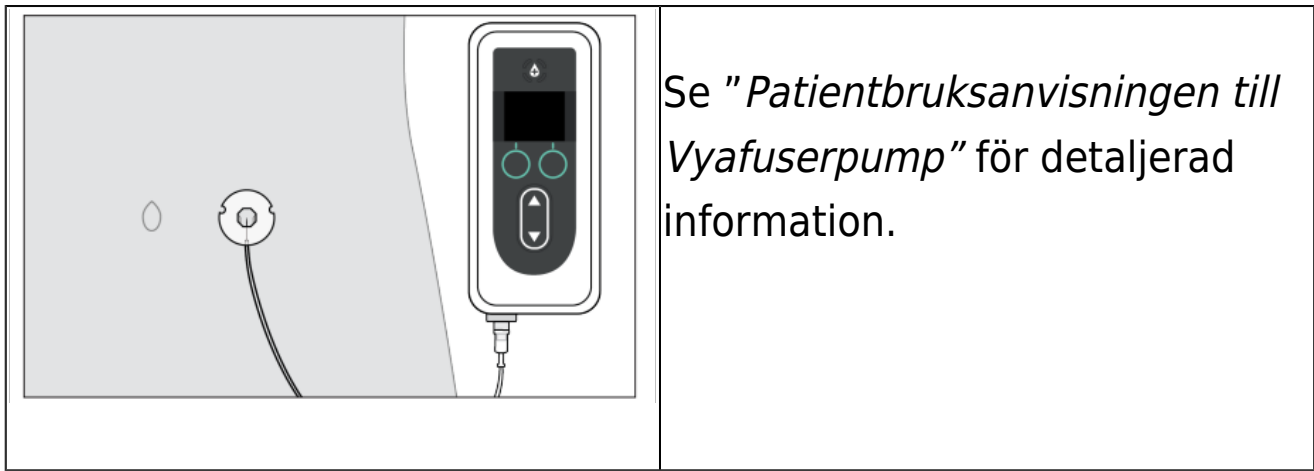 Se ”Patientbruksanvisningen till
Vyafuserpump” för detaljerad
information.